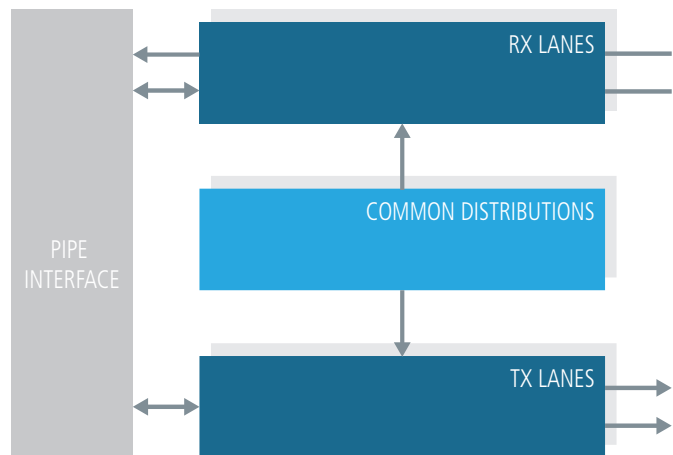 RX LANES
COMMON DISTRIBUTIONS
PIPE
INTERFACE
TX LANES